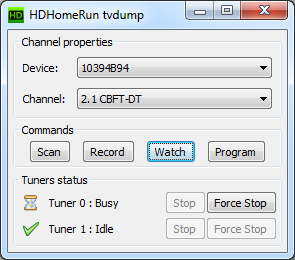 HD HDHomeRun tvdump
Channel properties
Device: 10394B94
Channel: 2.1 CBFT-DT
Commands
Scan Record Watch Program
Tuners status
Tuner 0 : Busy Stop Force Stop
Tuner 1 : Idle Stop Force Stop